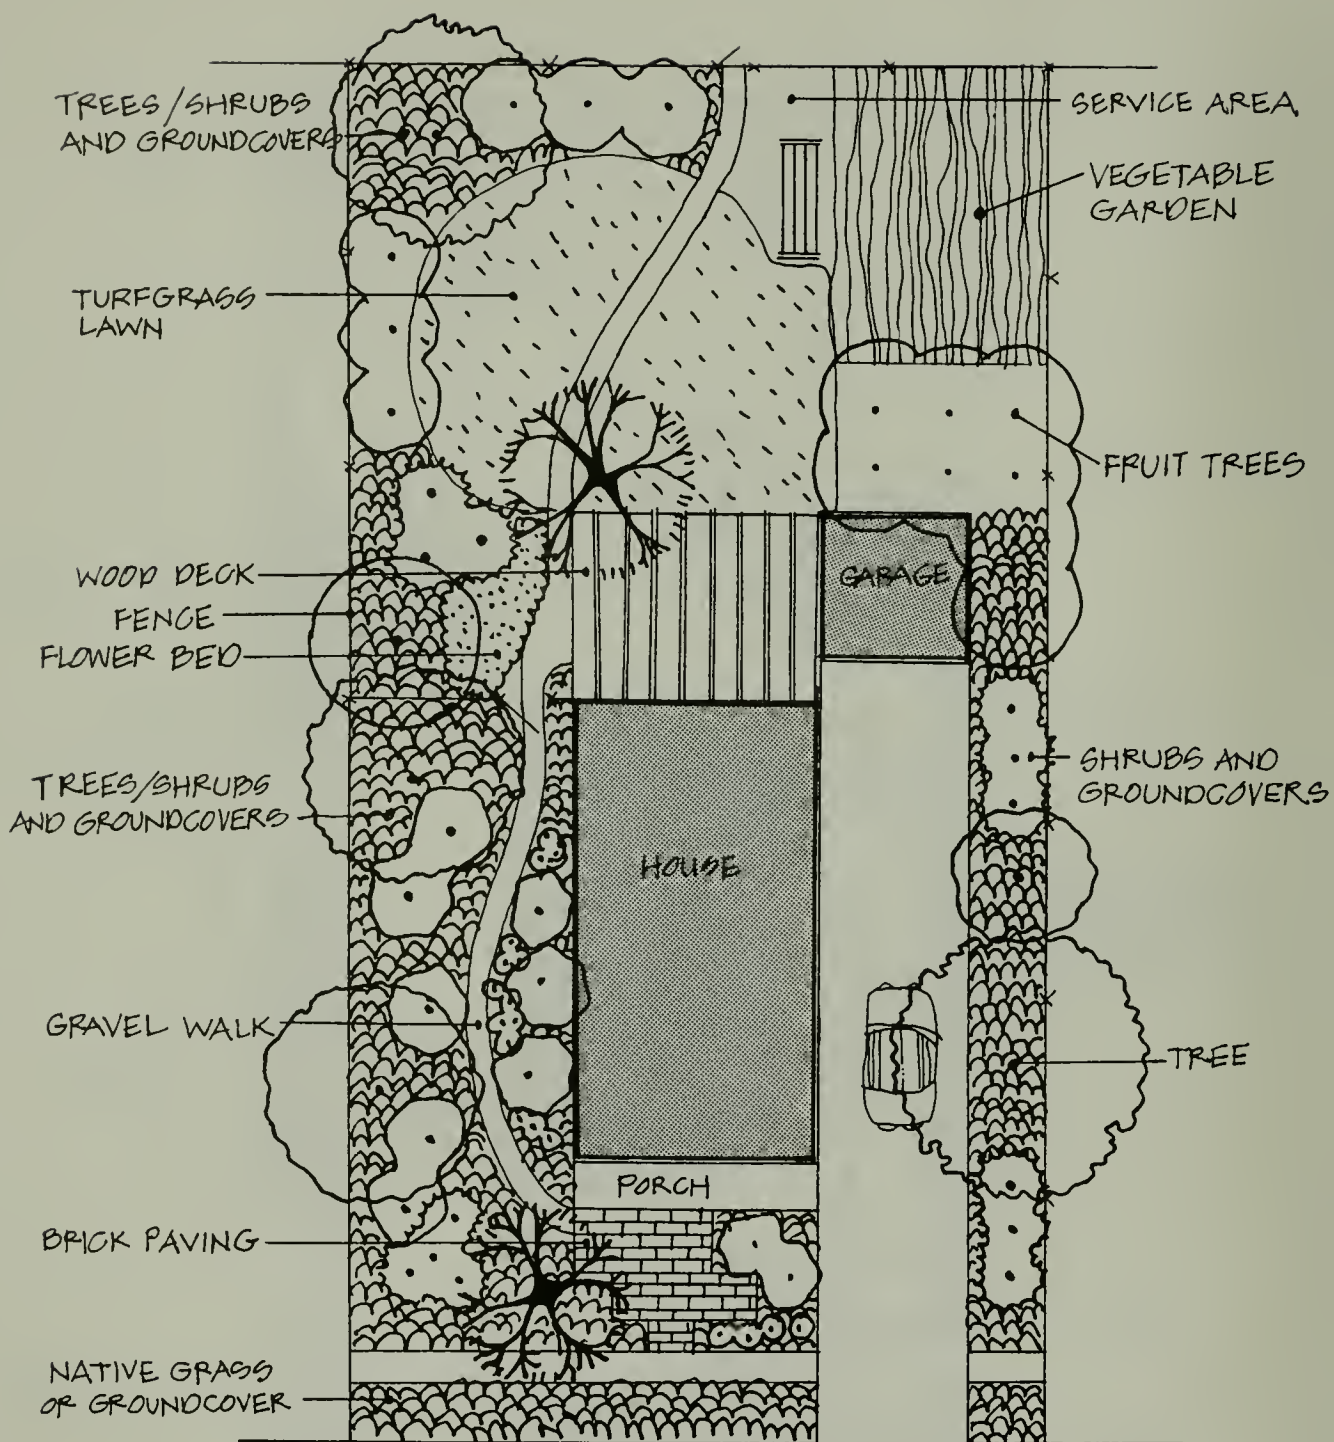 TREES/SHRUBS
AND GROUNDCOVERS
SERVICE AREA
VEGETABLE
GARDEN
TURFGRASS
LAWN
FRUIT TREES
WOOD DECK
GARAGE
FENCE
FLOWER BED
TREES/SHRUBS
AND GROUNDCOVERS
SHRUBS AND
GROUNDCOVERS
HOUSE
GRAVEL WALK
TREE
PORCH
BRICK PAVING
NATIVE GRASS
OR GROUNDCOVER